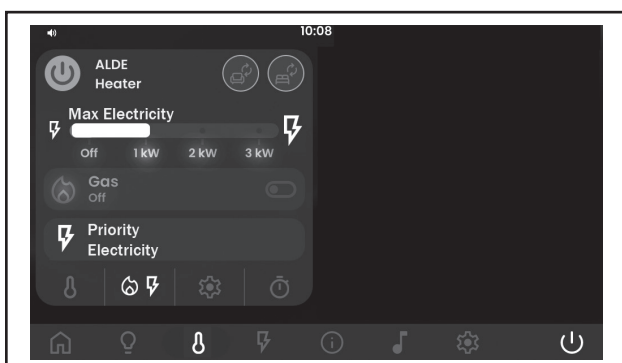 10:08
ALDE
Heater
Max Electricity
Off 1 kW 2 kW 3 kW
Gas
Off
Priority
Electricity